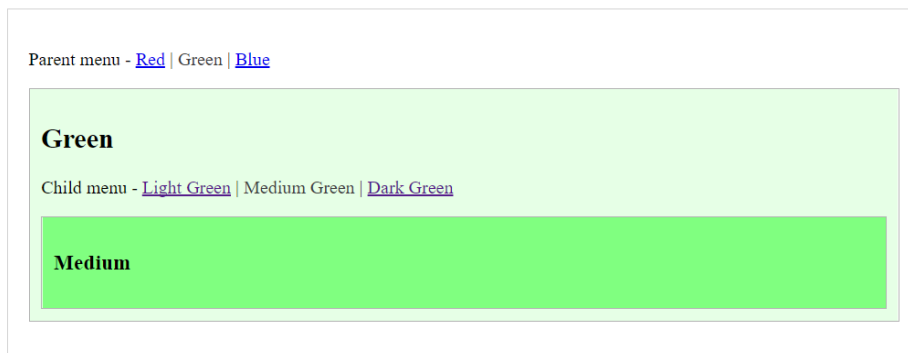 Parent menu - Red | Green | Blue
Green
Child menu - Light Green | Medium Green | Dark Green
Medium